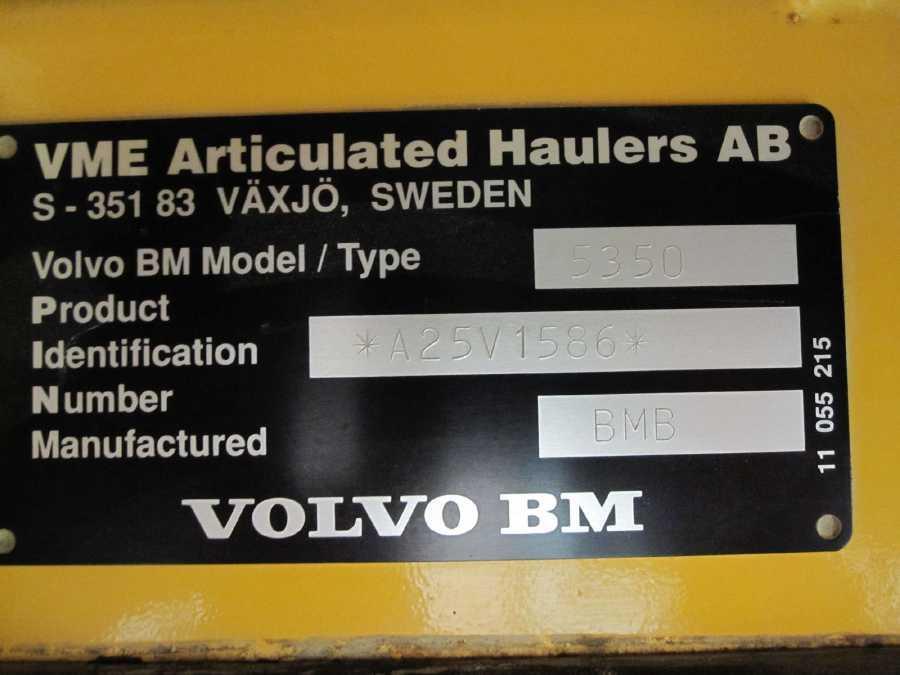 VME Articulated Haulers AB
S - 351 83 VÄXJÖ, SWEDEN
Volvo BM Model / Type 5350
Product
Identification *A25V1586*
Number
Manufactured BMB
11 055 215
VOLVO BM